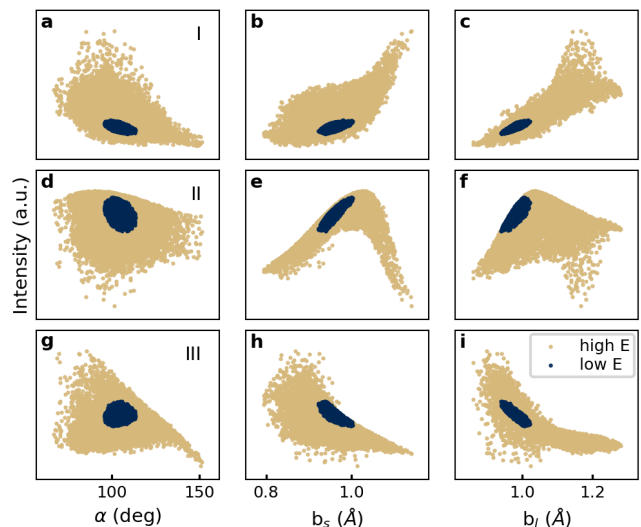 a I
b
c
d II
e
f
g III
h
i
high E
low E
Intensity (a.u.)
100 150
0.8 1.0
1.0 1.2
α (deg)
b_s (Å)
b_l (Å)